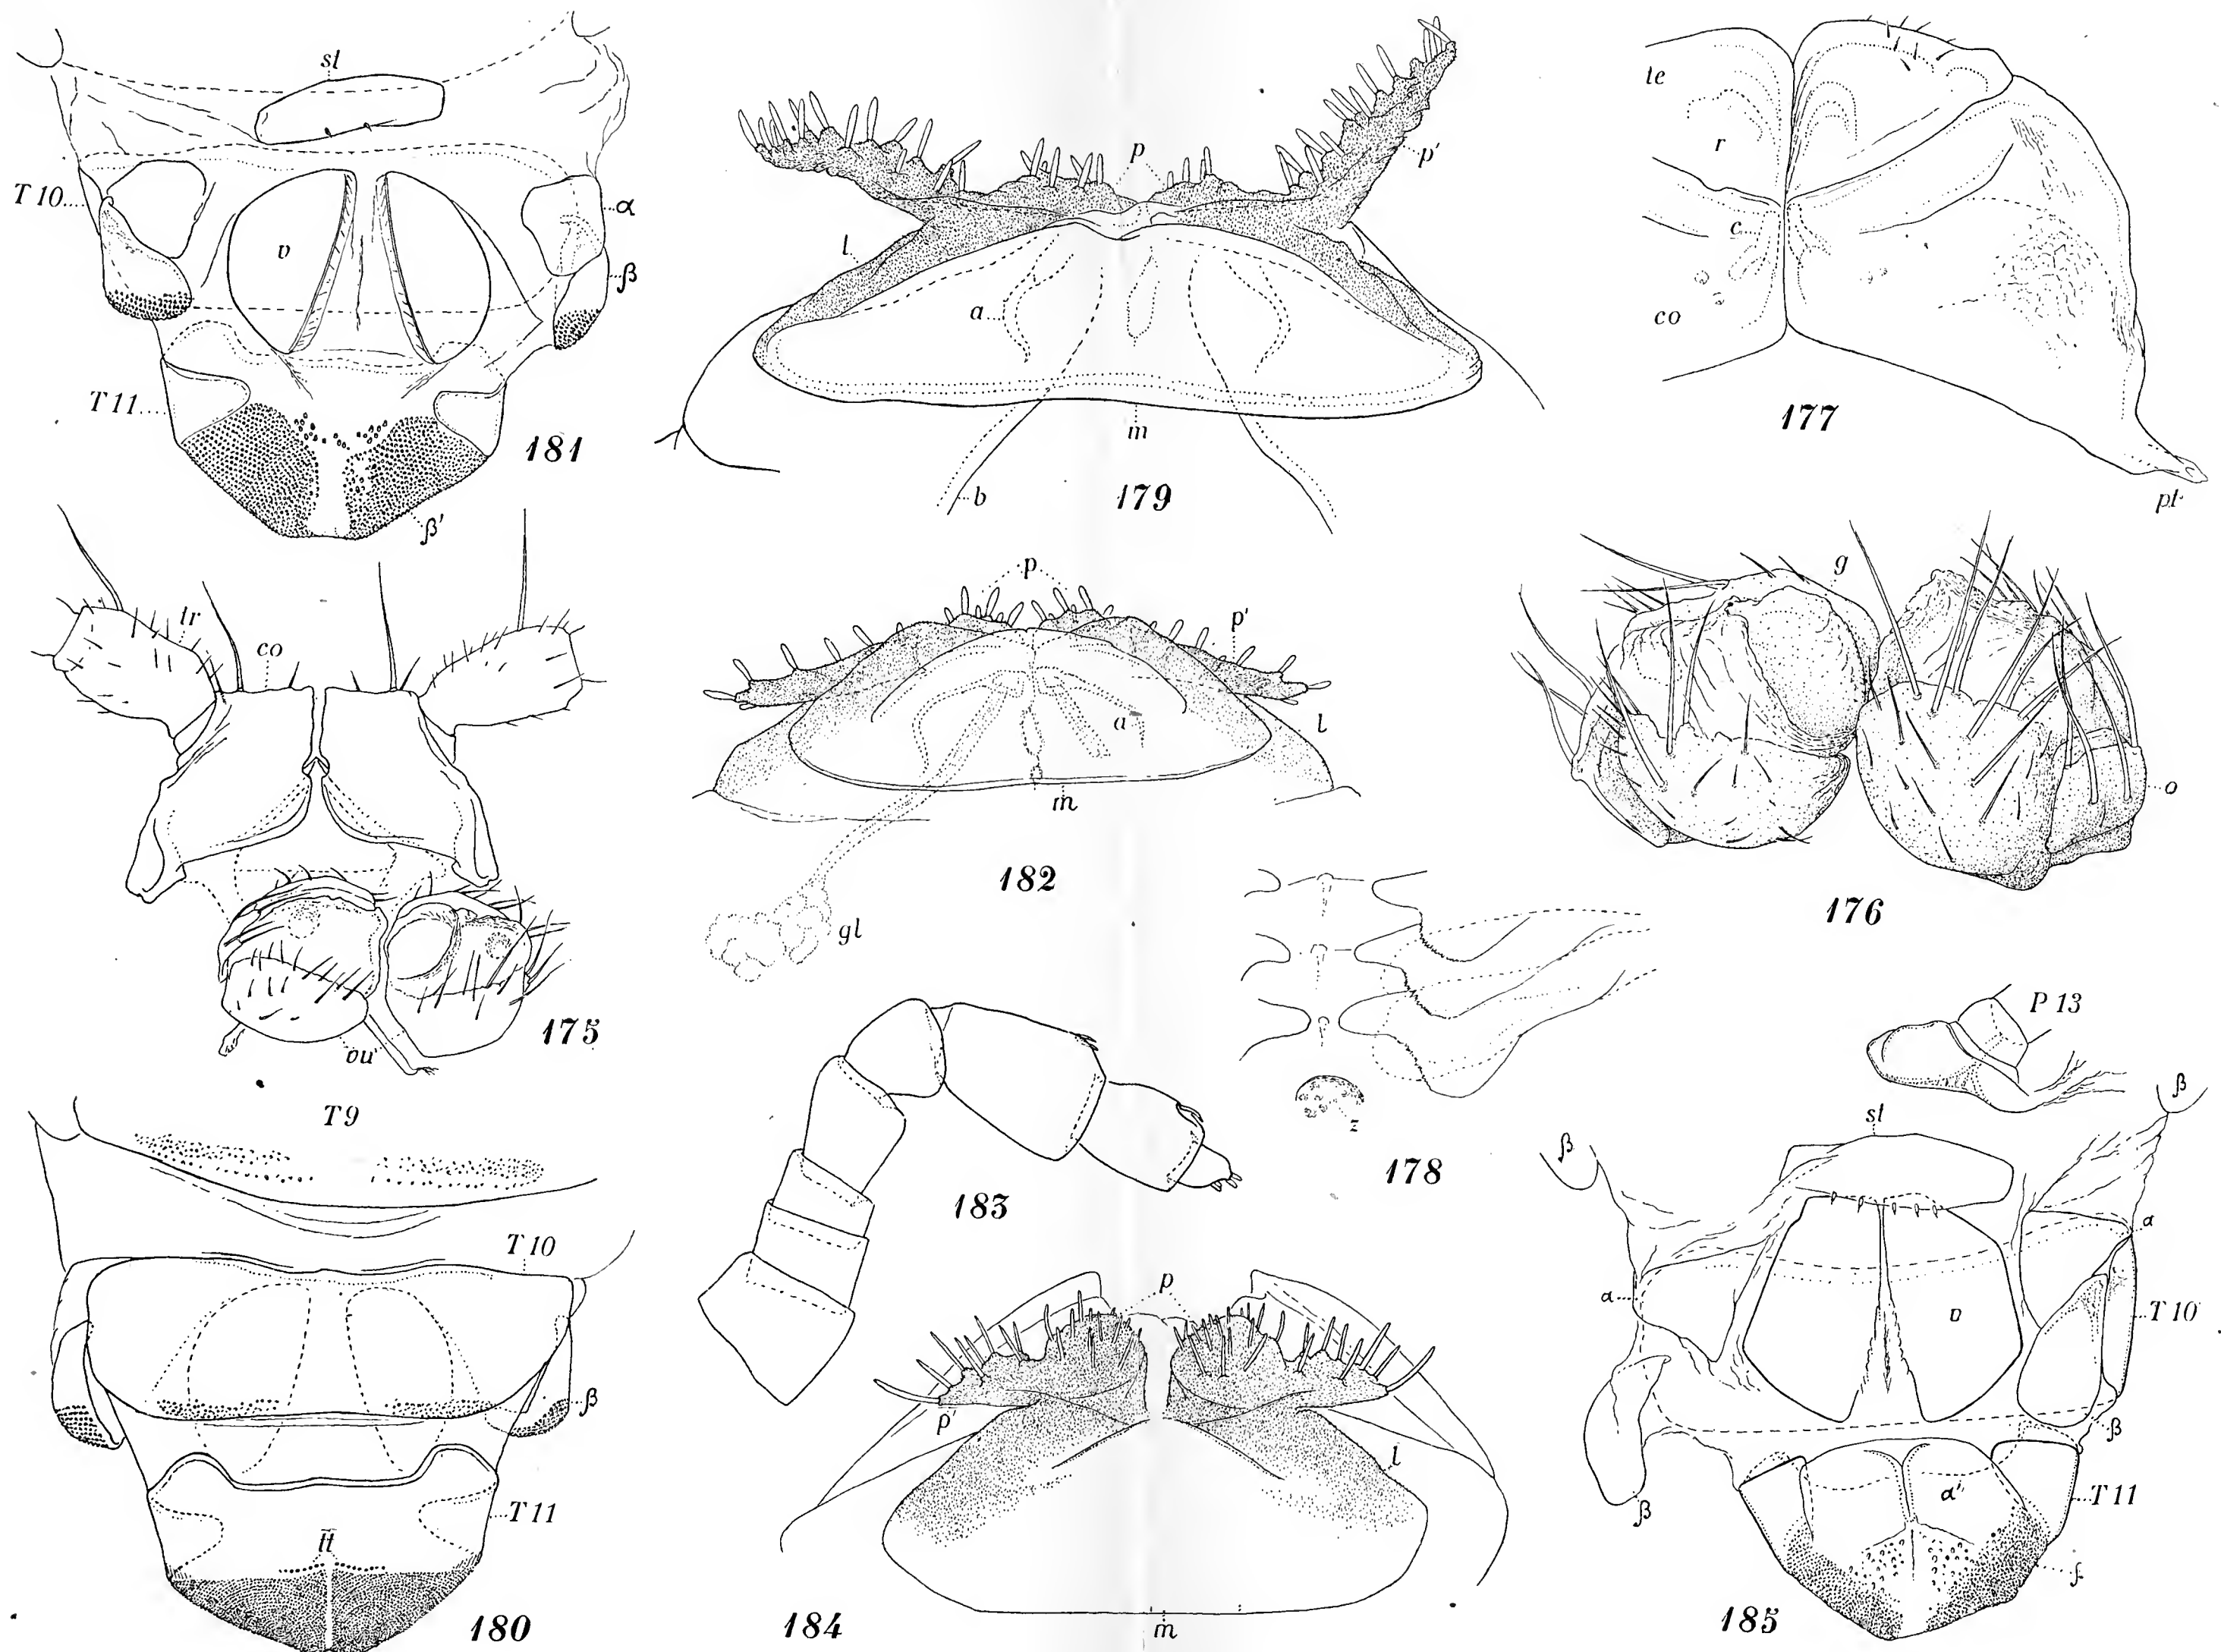 sl
T 10
α
v
β
T 11
181
β'
p
p'
l
a
m
b
179
te
r
c
co
177
pt
tr
co
ou
175
p
p'
a
l
m
gl
182
g
o
176
z
178
T 9
T 10
β
T 11
tt
180
183
p
p'
l
m
184
P 13
β
β
sl
α
α
T 10
v
β
β
α'
T 11
185